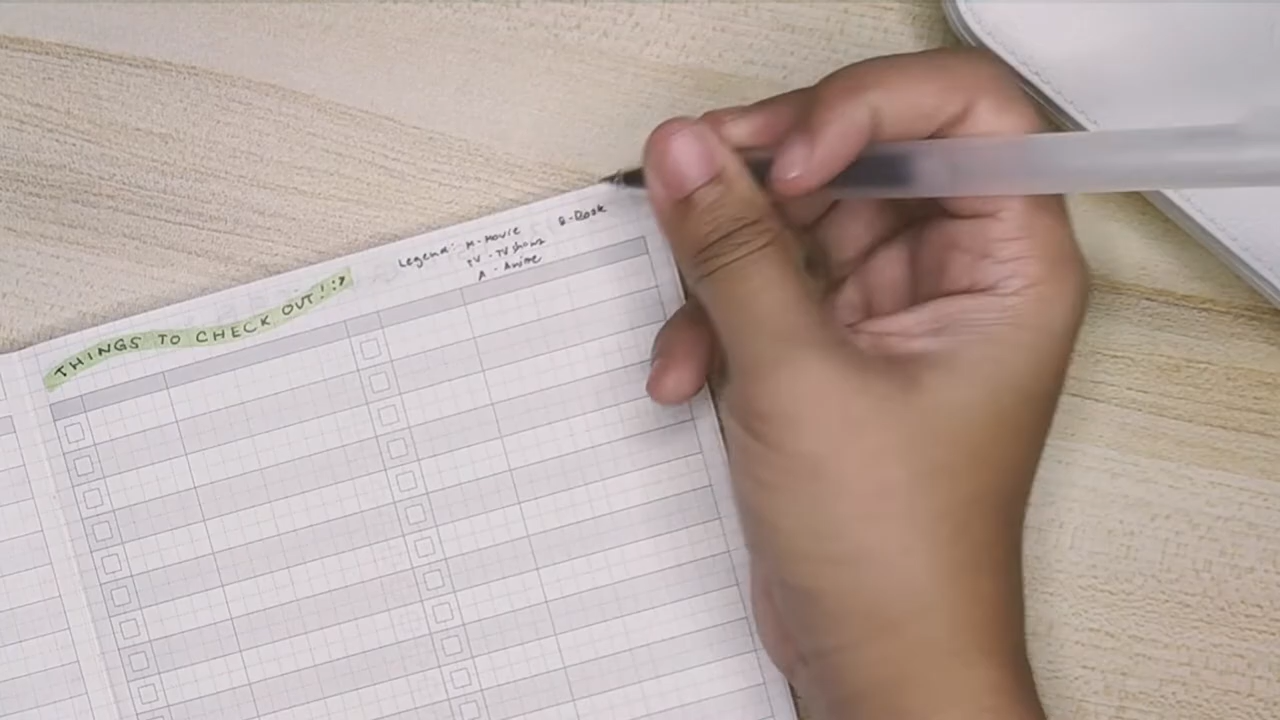 THINGS TO CHECK OUT! :)
Legend: M - Movie
TV - TV Shows
A - Anime
B - Book